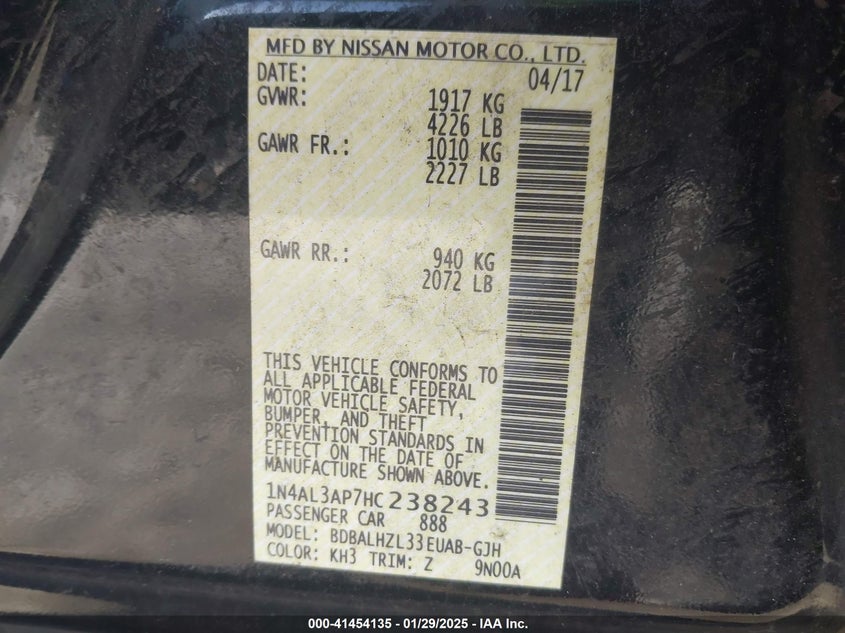 MFD BY NISSAN MOTOR CO., LTD.
DATE: 04/17
GVWR: 1917 KG
4226 LB
GAWR FR.: 1010 KG
2227 LB
GAWR RR.: 940 KG
2072 LB
THIS VEHICLE CONFORMS TO
ALL APPLICABLE FEDERAL
MOTOR VEHICLE SAFETY,
BUMPER, AND THEFT
PREVENTION STANDARDS IN
EFFECT ON THE DATE OF
MANUFACTURE SHOWN ABOVE.
1N4AL3AP7HC238243
PASSENGER CAR 888
MODEL: BDBALHZL33EUAB-GJH
COLOR: KH3 TRIM: Z 9N00A
000-41454135 - 01/29/2025 - IAA, Inc.